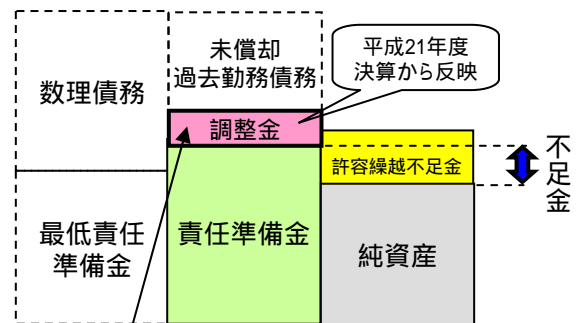 数理債務
未償却
過去勤務債務
平成21年度
決算から反映
調整金
許容繰越不足金
不足金
最低責任
準備金
責任準備金
純資産